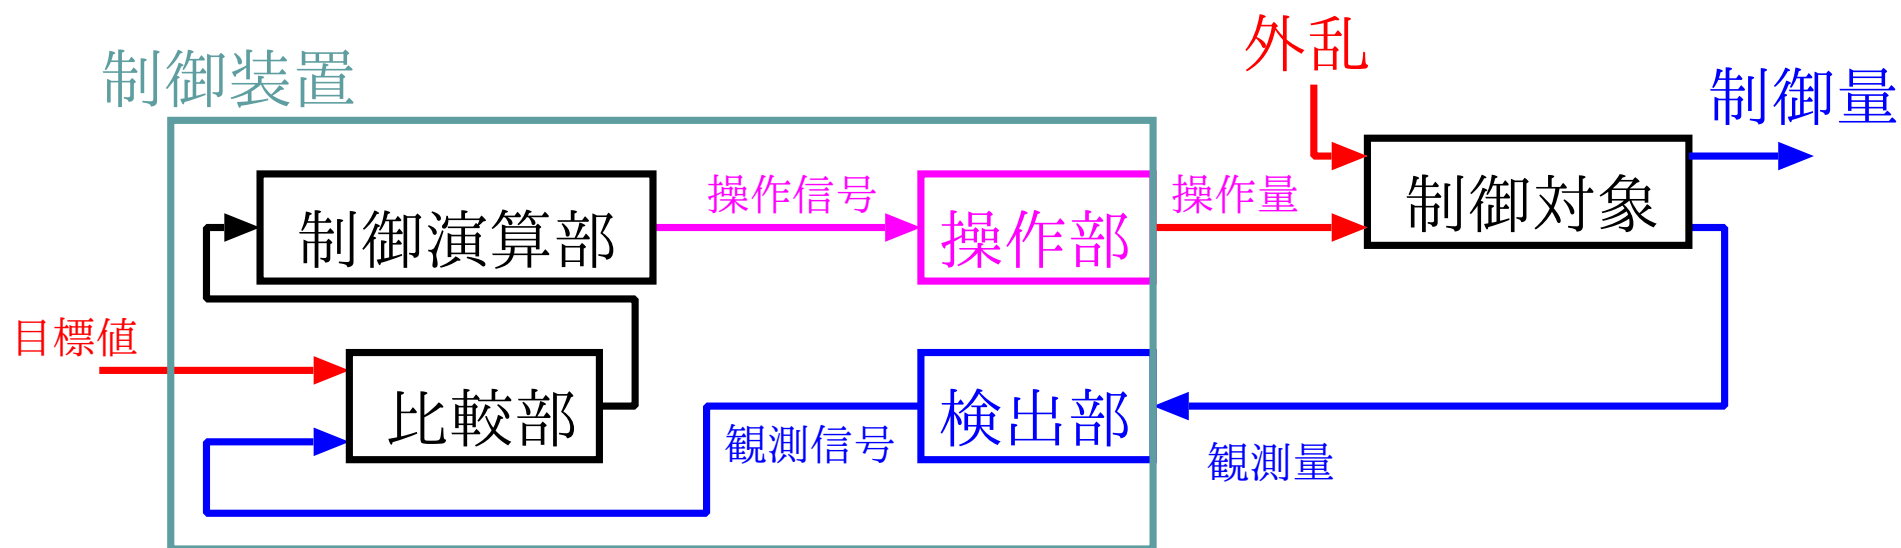 外乱
制御装置
制御量
操作信号
操作量
制御対象
制御演算部
操作部
目標値
比較部
検出部
観測信号
観測量